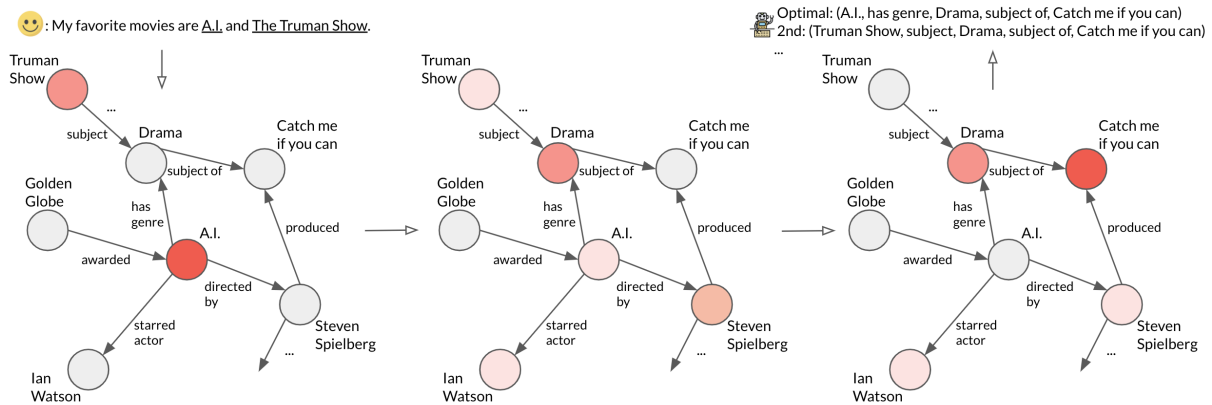 : My favorite movies are A.I. and The Truman Show.
Optimal: (A.I., has genre, Drama, subject of, Catch me if you can)
2nd: (Truman Show, subject, Drama, subject of, Catch me if you can)
...
Truman
Show
...
subject
Drama
Catch me
if you can
subject of
Golden
Globe
has
genre
A.I.
produced
awarded
directed
by
starred
actor
Steven
Spielberg
...
Ian
Watson
Truman
Show
...
subject
Drama
Catch me
if you can
subject of
Golden
Globe
has
genre
A.I.
produced
awarded
directed
by
starred
actor
Steven
Spielberg
...
Ian
Watson
Truman
Show
...
subject
Drama
Catch me
if you can
subject of
Golden
Globe
has
genre
A.I.
produced
awarded
directed
by
starred
actor
Steven
Spielberg
...
Ian
Watson